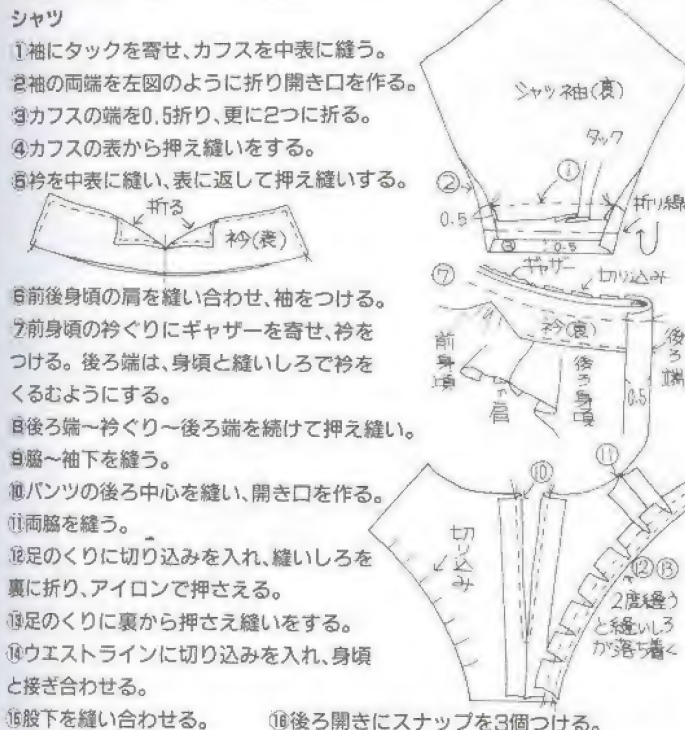 シャツ
①袖にタックを寄せ、カフスを中表に縫う。
②袖の両端を左図のように折り開き口を作る。
③カフスの端を0.5折り、更に2つに折る。
④カフスの表から押え縫いをする。
⑤衿を中表に縫い、表に返して押え縫いする。
折る
衿(表)
⑥前後身頃の肩を縫い合わせ、袖をつける。
⑦前身頃の衿ぐりにギャザーを寄せ、衿を
つける。後ろ端は、身頃と縫いしろで衿を
くるむようにする。
⑧後ろ端〜衿ぐり〜後ろ端を続けて押え縫い。
⑨脇〜袖下を縫う。
⑩パンツの後ろ中心を縫い、開き口を作る。
⑪両脇を縫う。
⑫足のくりに切り込みを入れ、縫いしろを
裏に折り、アイロンで押さえる。
⑬足のくりに裏から押さえ縫いをする。
⑭ウエストラインに切り込みを入れ、身頃
と接ぎ合わせる。
⑮股下を縫い合わせる。
⑯後ろ開きにスナップを3個つける。
シャツ袖(裏)
タック
②
①
折り線
0.5
③
0.5
⑦
ギャザー
切り込み
衿(裏)
前身頃
肩
後ろ身頃
後ろ端
0.5
⑩
⑪
切り込み
⑫⑬
2度縫う
と縫いしろ
が落ち着く